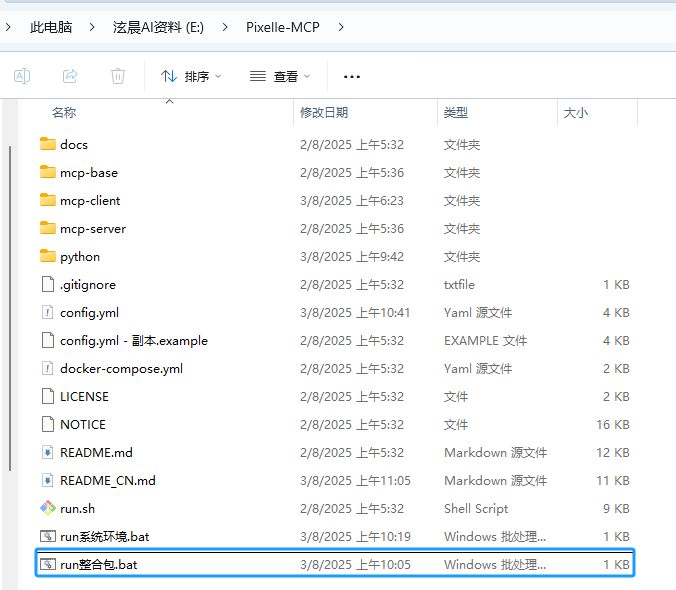 此电脑 > 泫晨AI资料 (E:) > Pixelle-MCP >
排序 查看 ...
名称 修改日期 类型 大小
docs 2/8/2025 上午5:32 文件夹
mcp-base 2/8/2025 上午5:36 文件夹
mcp-client 3/8/2025 上午6:23 文件夹
mcp-server 2/8/2025 上午5:36 文件夹
python 3/8/2025 上午9:42 文件夹
.gitignore 2/8/2025 上午5:32 txtfile 1 KB
config.yml 3/8/2025 上午10:41 Yaml 源文件 4 KB
config.yml - 副本.example 2/8/2025 上午5:32 EXAMPLE 文件 4 KB
docker-compose.yml 2/8/2025 上午5:32 Yaml 源文件 2 KB
LICENSE 2/8/2025 上午5:32 文件 2 KB
NOTICE 2/8/2025 上午5:32 文件 16 KB
README.md 2/8/2025 上午5:32 Markdown 源文件 12 KB
README_CN.md 3/8/2025 上午11:05 Markdown 源文件 11 KB
run.sh 2/8/2025 上午5:32 Shell Script 9 KB
run系统环境.bat 3/8/2025 上午10:19 Windows 批处理... 1 KB
run整合包.bat 3/8/2025 上午10:05 Windows 批处理... 1 KB